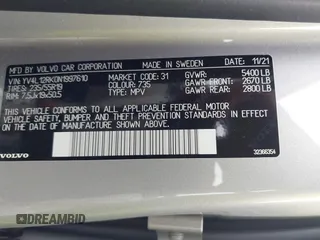 MFD. BY VOLVO CAR CORPORATION MADE IN SWEDEN 11/21
VIN: YV4L12RK0N1997610 MARKET CODE: 31 GVWR: 5400 LB
TIRES: 235/55R19 COLOUR: 735 GAWR FRONT: 2670 LB
RIM: 7.5Jx19x50.5 TYPE: MPV GAWR REAR: 2800 LB
THIS VEHICLE CONFORMS TO ALL APPLICABLE FEDERAL MOTOR
VEHICLE SAFETY, BUMPER, AND THEFT PREVENTION STANDARDS IN
EFFECT ON THE DATE OF MANUFACTURE SHOWN ABOVE.
VOLVO
32366354
DREAMBID